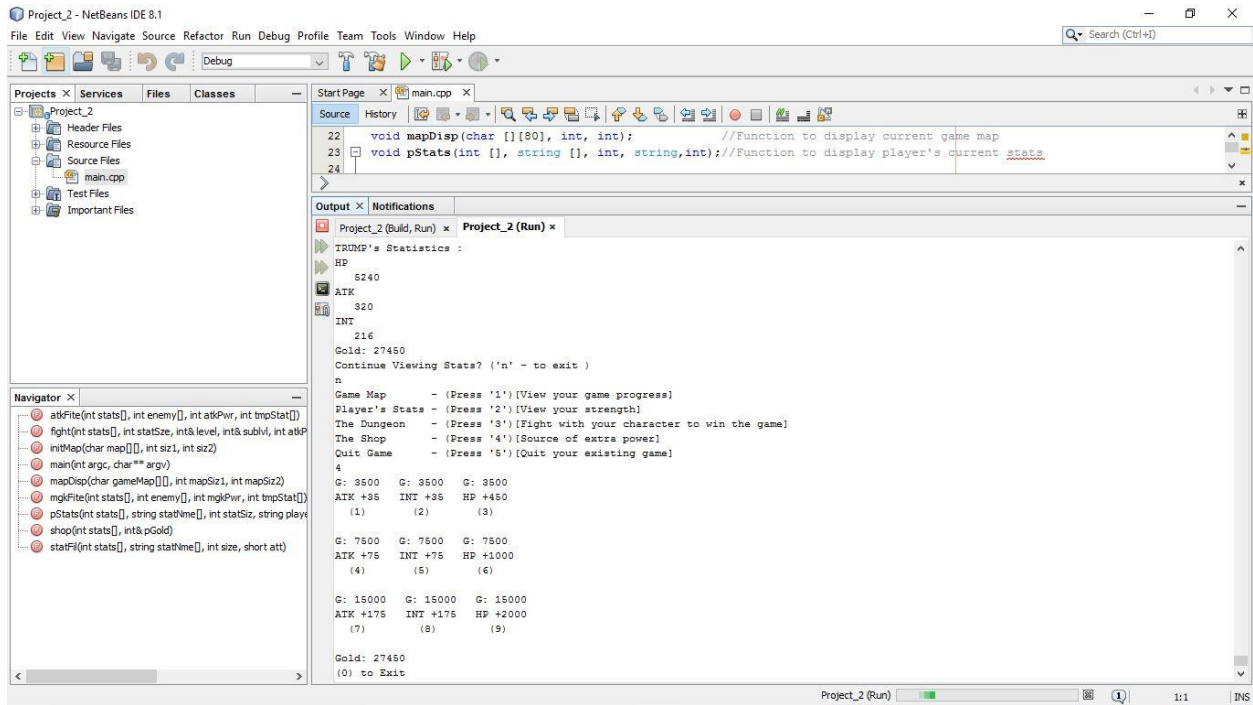 Project_2 - NetBeans IDE 8.1
File Edit View Navigate Source Refactor Run Debug Profile Team Tools Window Help
Search (Ctrl+I)
Debug
Projects Services Files Classes
Start Page main.cpp
Source History
Project_2
Header Files
Resource Files
Source Files
main.cpp
Test Files
Important Files
22 void mapDisp(char [][80], int, int); //Function to display current game map
23 void pStats(int [], string [], int, string,int);//Function to display player's current stats
24
Output Notifications
Project_2 (Build, Run) Project_2 (Run)
TRUMP's Statistics :
HP
5240
ATK
320
INT
216
Gold: 27450
Continue Viewing Stats? ('n' - to exit )
n
Game Map - (Press '1')[View your game progress]
Player's Stats - (Press '2')[View your strength]
The Dungeon - (Press '3')[Fight with your character to win the game]
The Shop - (Press '4')[Source of extra power]
Quit Game - (Press '5')[Quit your existing game]
4
G: 3500 G: 3500 G: 3500
ATK +35 INT +35 HP +450
(1) (2) (3)
G: 7500 G: 7500 G: 7500
ATK +75 INT +75 HP +1000
(4) (5) (6)
G: 15000 G: 15000 G: 15000
ATK +175 INT +175 HP +2000
(7) (8) (9)
Gold: 27450
(0) to Exit
Navigator
atkFite(int stats[], int enemy[], int atkPwr, int tmpStat[])
fight(int stats[], int statSze, int& level, int& sublvl, int atkP
initMap(char map[][], int siz1, int siz2)
main(int argc, char** argv)
mapDisp(char gameMap[][], int mapSiz1, int mapSiz2)
mgkFite(int stats[], int enemy[], int mgkPwr, int tmpStat[])
pStats(int stats[], string statNme[], int statSiz, string playe
shop(int stats[], int& pGold)
statFil(int stats[], string statNme[], int size, short att)
Project_2 (Run) 1 1:1 INS